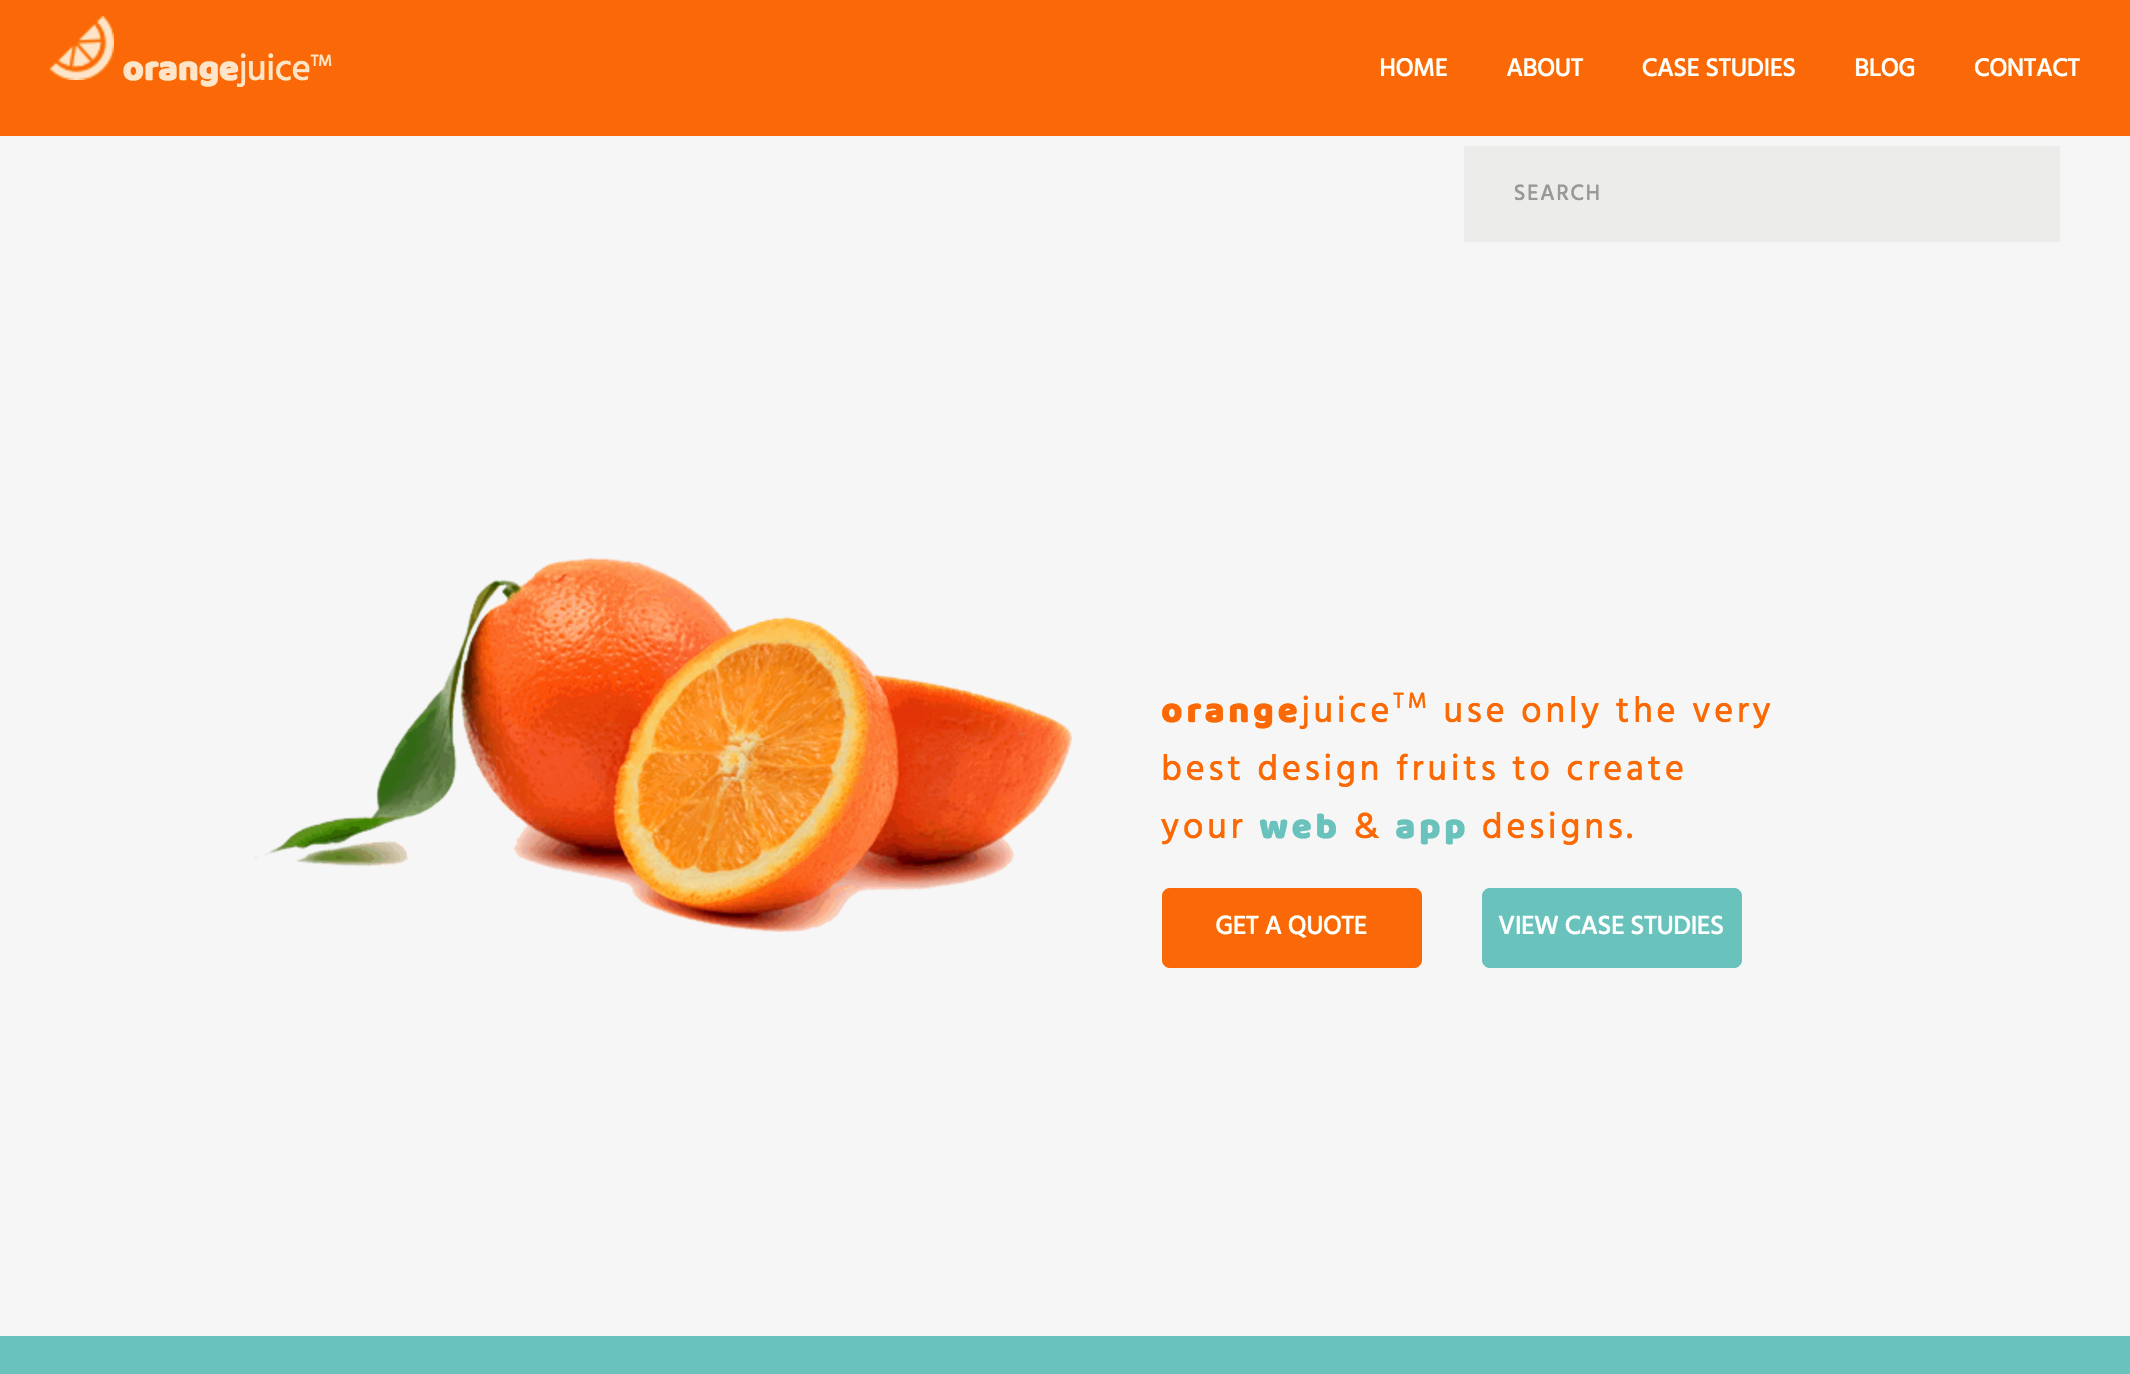 orangejuice™
HOME ABOUT CASE STUDIES BLOG CONTACT
SEARCH
orangejuice™ use only the very
best design fruits to create
your web & app designs.
GET A QUOTE VIEW CASE STUDIES